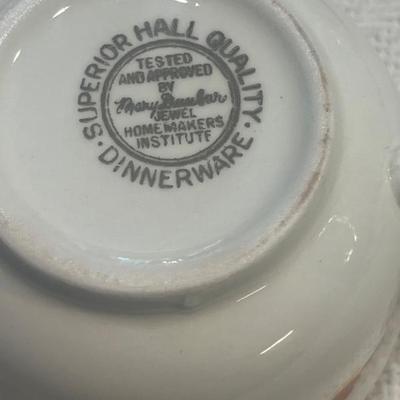 · SUPERIOR HALL QUALITY ·
DINNERWARE
TESTED
AND APPROVED
BY
Mary Dunbar
JEWEL
HOMEMAKERS
INSTITUTE